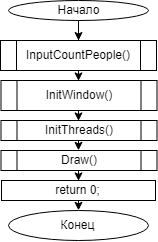 Начало
InputCountPeople()
InitWindow()
InitThreads()
Draw()
return 0;
Конец